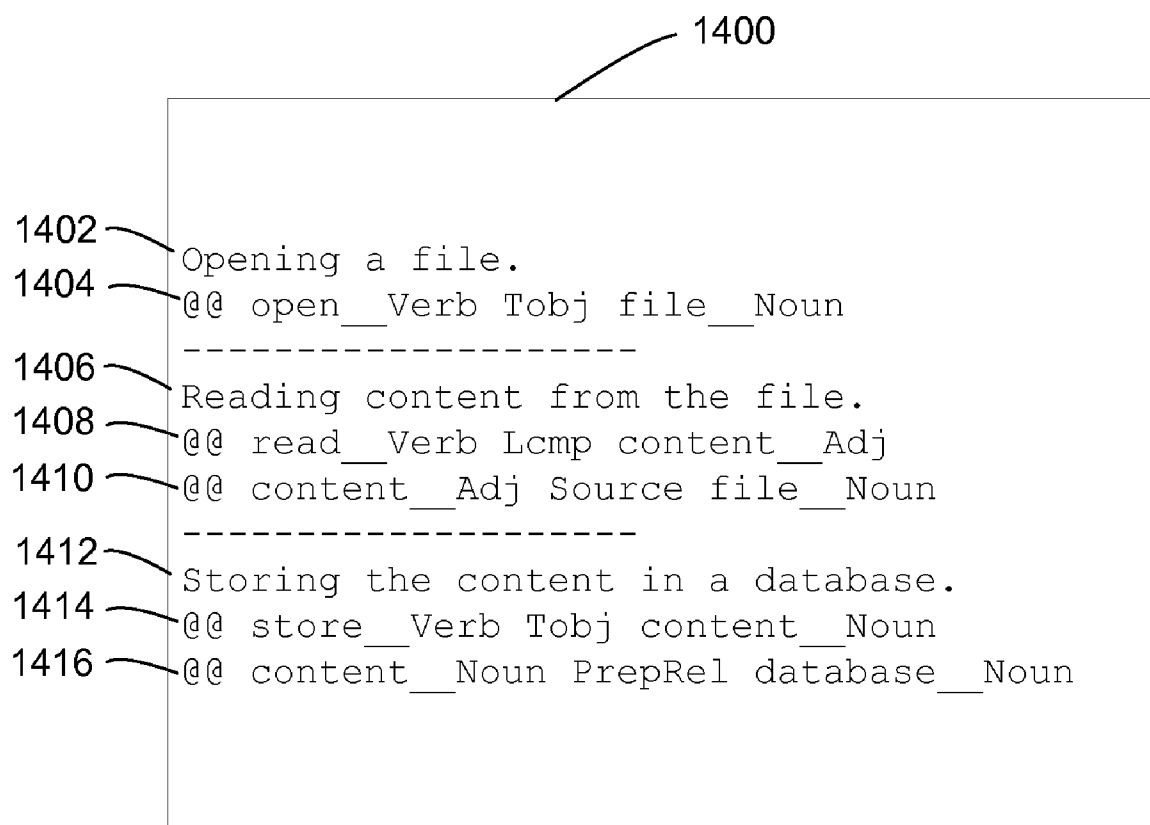 1400
1402
Opening a file.
1404
@@ open__Verb Tobj file__Noun
--------------------
1406
Reading content from the file.
1408
@@ read__Verb Lcmp content__Adj
1410
@@ content__Adj Source file__Noun
--------------------
1412
Storing the content in a database.
1414
@@ store__Verb Tobj content__Noun
1416
@@ content__Noun PrepRel database__Noun